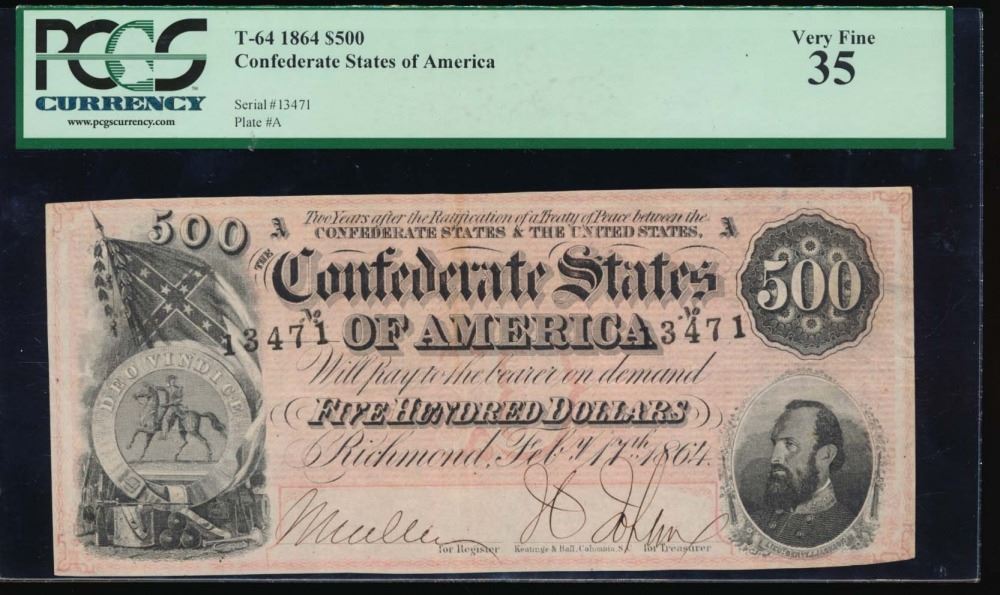 PCGS
CURRENCY
www.pcgscurrency.com
T-64 1864 $500
Confederate States of America
Serial #13471
Plate #A
Very Fine
35
500
A
Two Years after the Ratification of a Treaty of Peace between the
CONFEDERATE STATES & THE UNITED STATES,
A
THE
Confederate States
500
No
13471
OF AMERICA
No
13471
Will pay to the bearer on demand
DEO VINDICE
FIVE HUNDRED DOLLARS
Richmond, Feby 17th 1864.
for Register
Keatinge & Ball, Columbia, S.C.
for Treasurer